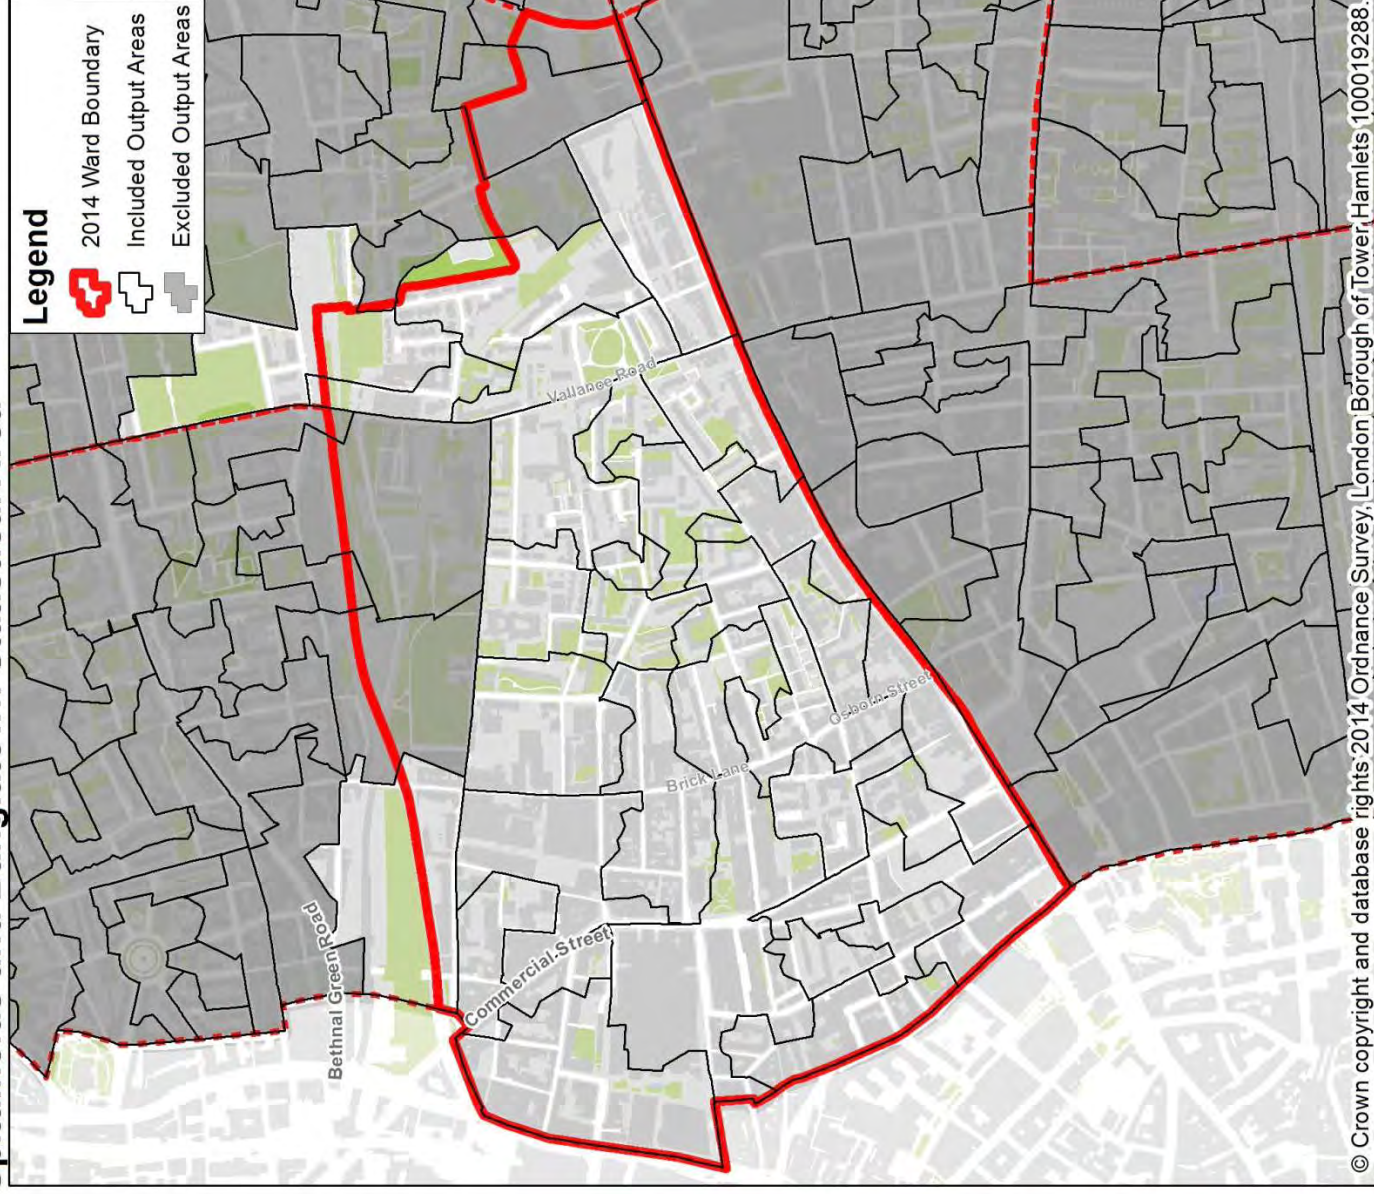 Legend
2014 Ward Boundary
Included Output Areas
Excluded Output Areas
Vallance Road
Osborn Street
Brick Lane
Commercial Street
Bethnal Green Road
© Crown copyright and database rights 2014 Ordnance Survey, London Borough of Tower Hamlets 100019288.